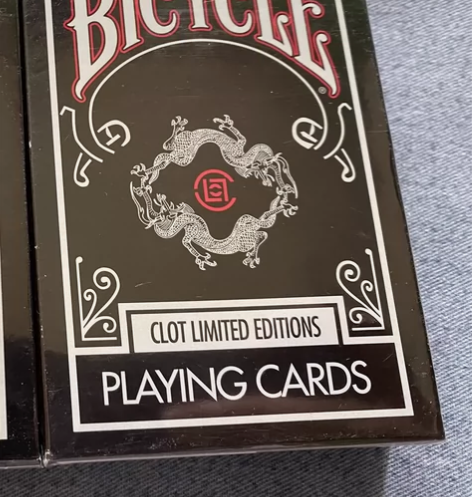 BICYCLE
®
CLOT LIMITED EDITIONS
PLAYING CARDS